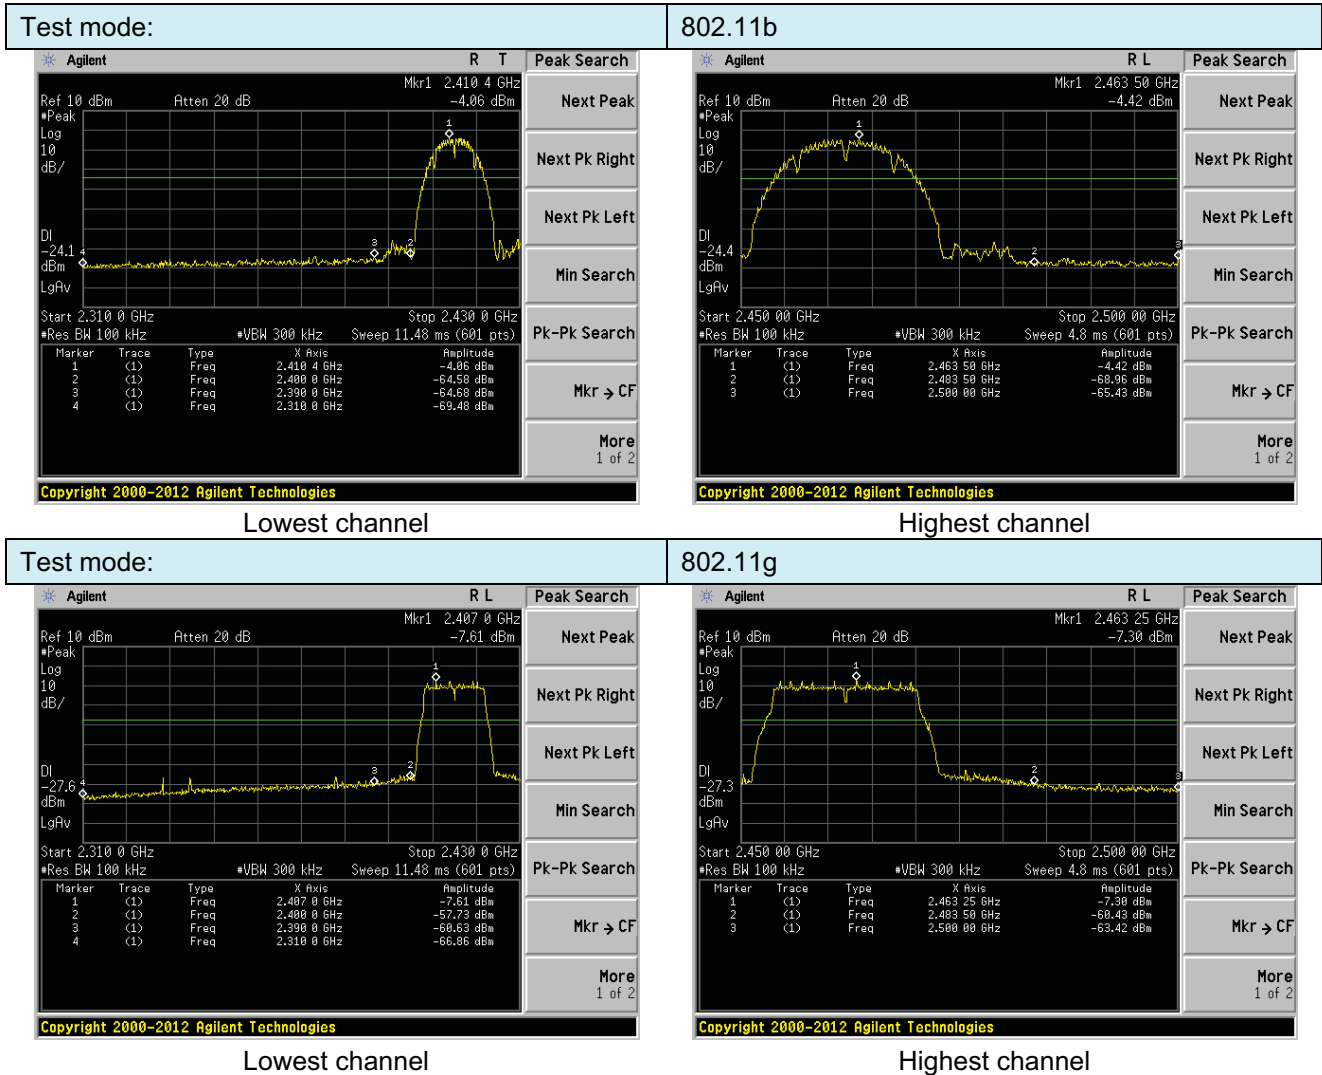 Test mode:
802.11b
Agilent
R T
Peak Search
Mkr1 2.410 4 GHz
Ref 10 dBm
Atten 20 dB
-4.06 dBm
#Peak
Log
10
dB/
DI
-24.1
dBm
LgAv
1
2
3
4
Start 2.310 0 GHz
Stop 2.430 0 GHz
#Res BW 100 kHz
#VBW 300 kHz
Sweep 11.48 ms (601 pts)
Marker Trace Type X Axis Amplitude
1 (1) Freq 2.410 4 GHz -4.06 dBm
2 (1) Freq 2.400 0 GHz -64.58 dBm
3 (1) Freq 2.390 0 GHz -64.68 dBm
4 (1) Freq 2.310 0 GHz -69.48 dBm
Next Peak
Next Pk Right
Next Pk Left
Min Search
Pk-Pk Search
Mkr → CF
More
1 of 2
Copyright 2000-2012 Agilent Technologies
Lowest channel
Agilent
R L
Peak Search
Mkr1 2.463 50 GHz
Ref 10 dBm
Atten 20 dB
-4.42 dBm
#Peak
Log
10
dB/
DI
-24.4
dBm
LgAv
1
2
3
Start 2.450 00 GHz
Stop 2.500 00 GHz
#Res BW 100 kHz
#VBW 300 kHz
Sweep 4.8 ms (601 pts)
Marker Trace Type X Axis Amplitude
1 (1) Freq 2.463 50 GHz -4.42 dBm
2 (1) Freq 2.483 50 GHz -68.96 dBm
3 (1) Freq 2.500 00 GHz -65.43 dBm
Next Peak
Next Pk Right
Next Pk Left
Min Search
Pk-Pk Search
Mkr → CF
More
1 of 2
Copyright 2000-2012 Agilent Technologies
Highest channel
Test mode:
802.11g
Agilent
R L
Peak Search
Mkr1 2.407 0 GHz
Ref 10 dBm
Atten 20 dB
-7.61 dBm
#Peak
Log
10
dB/
DI
-27.6
dBm
LgAv
1
2
3
4
Start 2.310 0 GHz
Stop 2.430 0 GHz
#Res BW 100 kHz
#VBW 300 kHz
Sweep 11.48 ms (601 pts)
Marker Trace Type X Axis Amplitude
1 (1) Freq 2.407 0 GHz -7.61 dBm
2 (1) Freq 2.400 0 GHz -57.73 dBm
3 (1) Freq 2.390 0 GHz -60.63 dBm
4 (1) Freq 2.310 0 GHz -66.86 dBm
Next Peak
Next Pk Right
Next Pk Left
Min Search
Pk-Pk Search
Mkr → CF
More
1 of 2
Copyright 2000-2012 Agilent Technologies
Lowest channel
Agilent
R L
Peak Search
Mkr1 2.463 25 GHz
Ref 10 dBm
Atten 20 dB
-7.30 dBm
#Peak
Log
10
dB/
DI
-27.3
dBm
LgAv
1
2
3
Start 2.450 00 GHz
Stop 2.500 00 GHz
#Res BW 100 kHz
#VBW 300 kHz
Sweep 4.8 ms (601 pts)
Marker Trace Type X Axis Amplitude
1 (1) Freq 2.463 25 GHz -7.30 dBm
2 (1) Freq 2.483 50 GHz -60.43 dBm
3 (1) Freq 2.500 00 GHz -63.42 dBm
Next Peak
Next Pk Right
Next Pk Left
Min Search
Pk-Pk Search
Mkr → CF
More
1 of 2
Copyright 2000-2012 Agilent Technologies
Highest channel